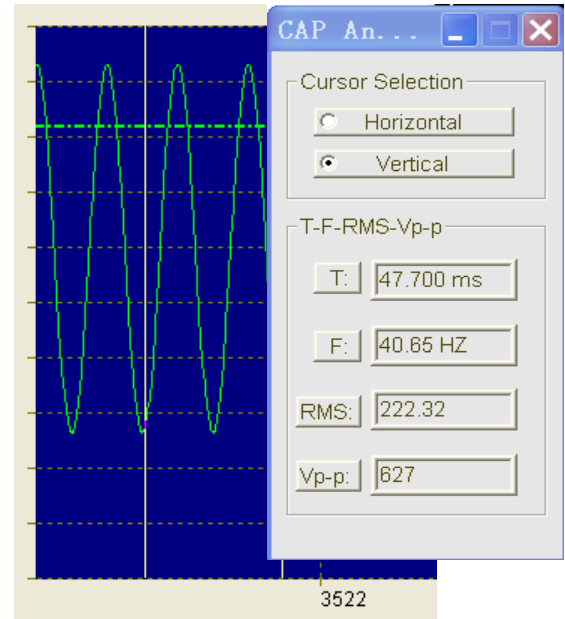 CAP An...
Cursor Selection
Horizontal
Vertical
T-F-RMS-Vp-p
T: 47.700 ms
F: 40.65 HZ
RMS: 222.32
Vp-p: 627
3522